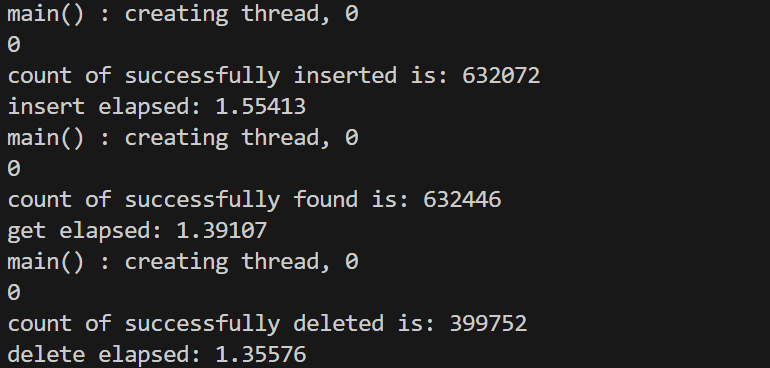 main() : creating thread, 0
0
count of successfully inserted is: 632072
insert elapsed: 1.55413
main() : creating thread, 0
0
count of successfully found is: 632446
get elapsed: 1.39107
main() : creating thread, 0
0
count of successfully deleted is: 399752
delete elapsed: 1.35576